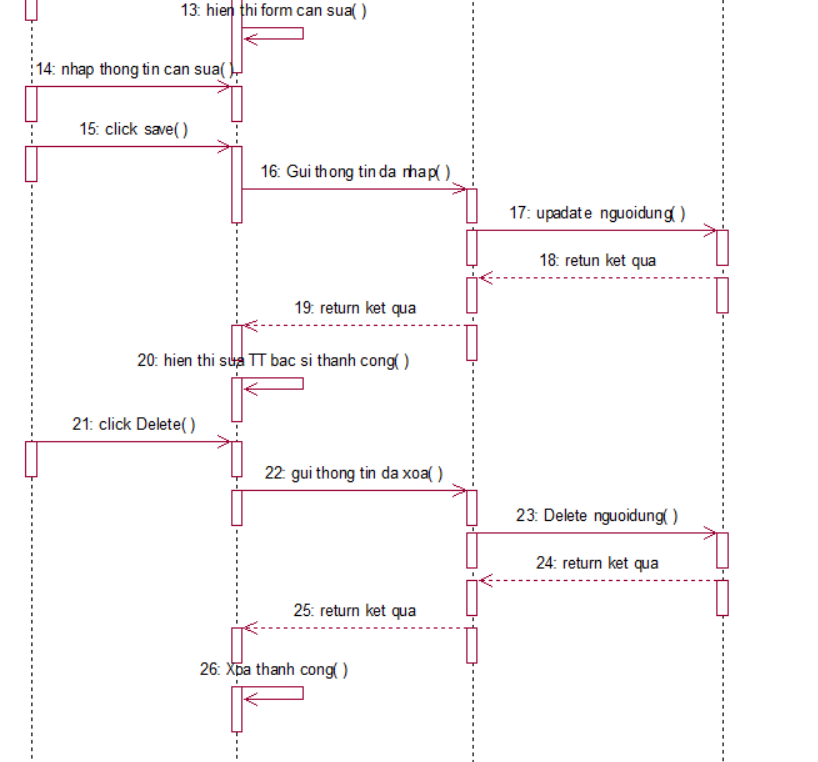 13: hien thi form can sua( )
14: nhap thong tin can sua( )
15: click save( )
16: Gui thong tin da nhap( )
17: upadate nguoidung( )
18: retun ket qua
19: return ket qua
20: hien thi sua TT bac si thanh cong( )
21: click Delete( )
22: gui thong tin da xoa( )
23: Delete nguoidung( )
24: return ket qua
25: return ket qua
26: Xoa thanh cong( )